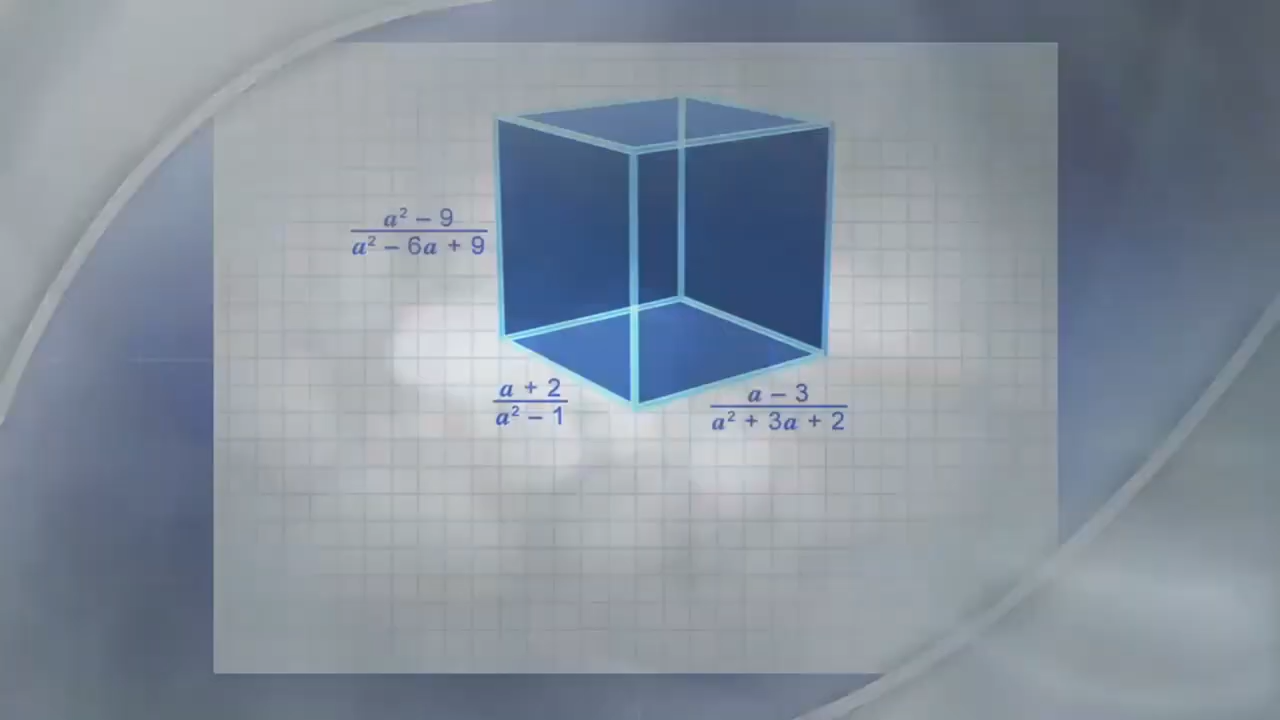 a² − 9
a² − 6a + 9
a + 2
a² − 1
a − 3
a² + 3a + 2